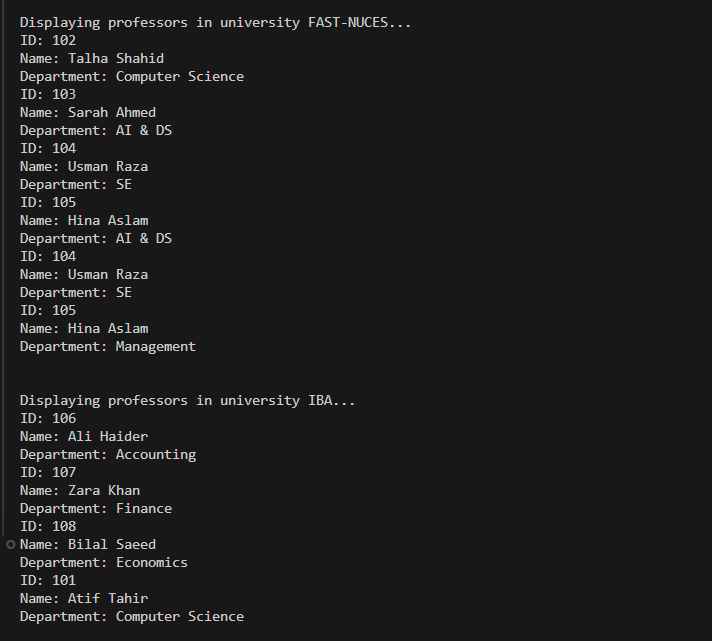 Displaying professors in university FAST-NUCES...
ID: 102
Name: Talha Shahid
Department: Computer Science
ID: 103
Name: Sarah Ahmed
Department: AI & DS
ID: 104
Name: Usman Raza
Department: SE
ID: 105
Name: Hina Aslam
Department: AI & DS
ID: 104
Name: Usman Raza
Department: SE
ID: 105
Name: Hina Aslam
Department: Management
Displaying professors in university IBA...
ID: 106
Name: Ali Haider
Department: Accounting
ID: 107
Name: Zara Khan
Department: Finance
ID: 108
Name: Bilal Saeed
Department: Economics
ID: 101
Name: Atif Tahir
Department: Computer Science